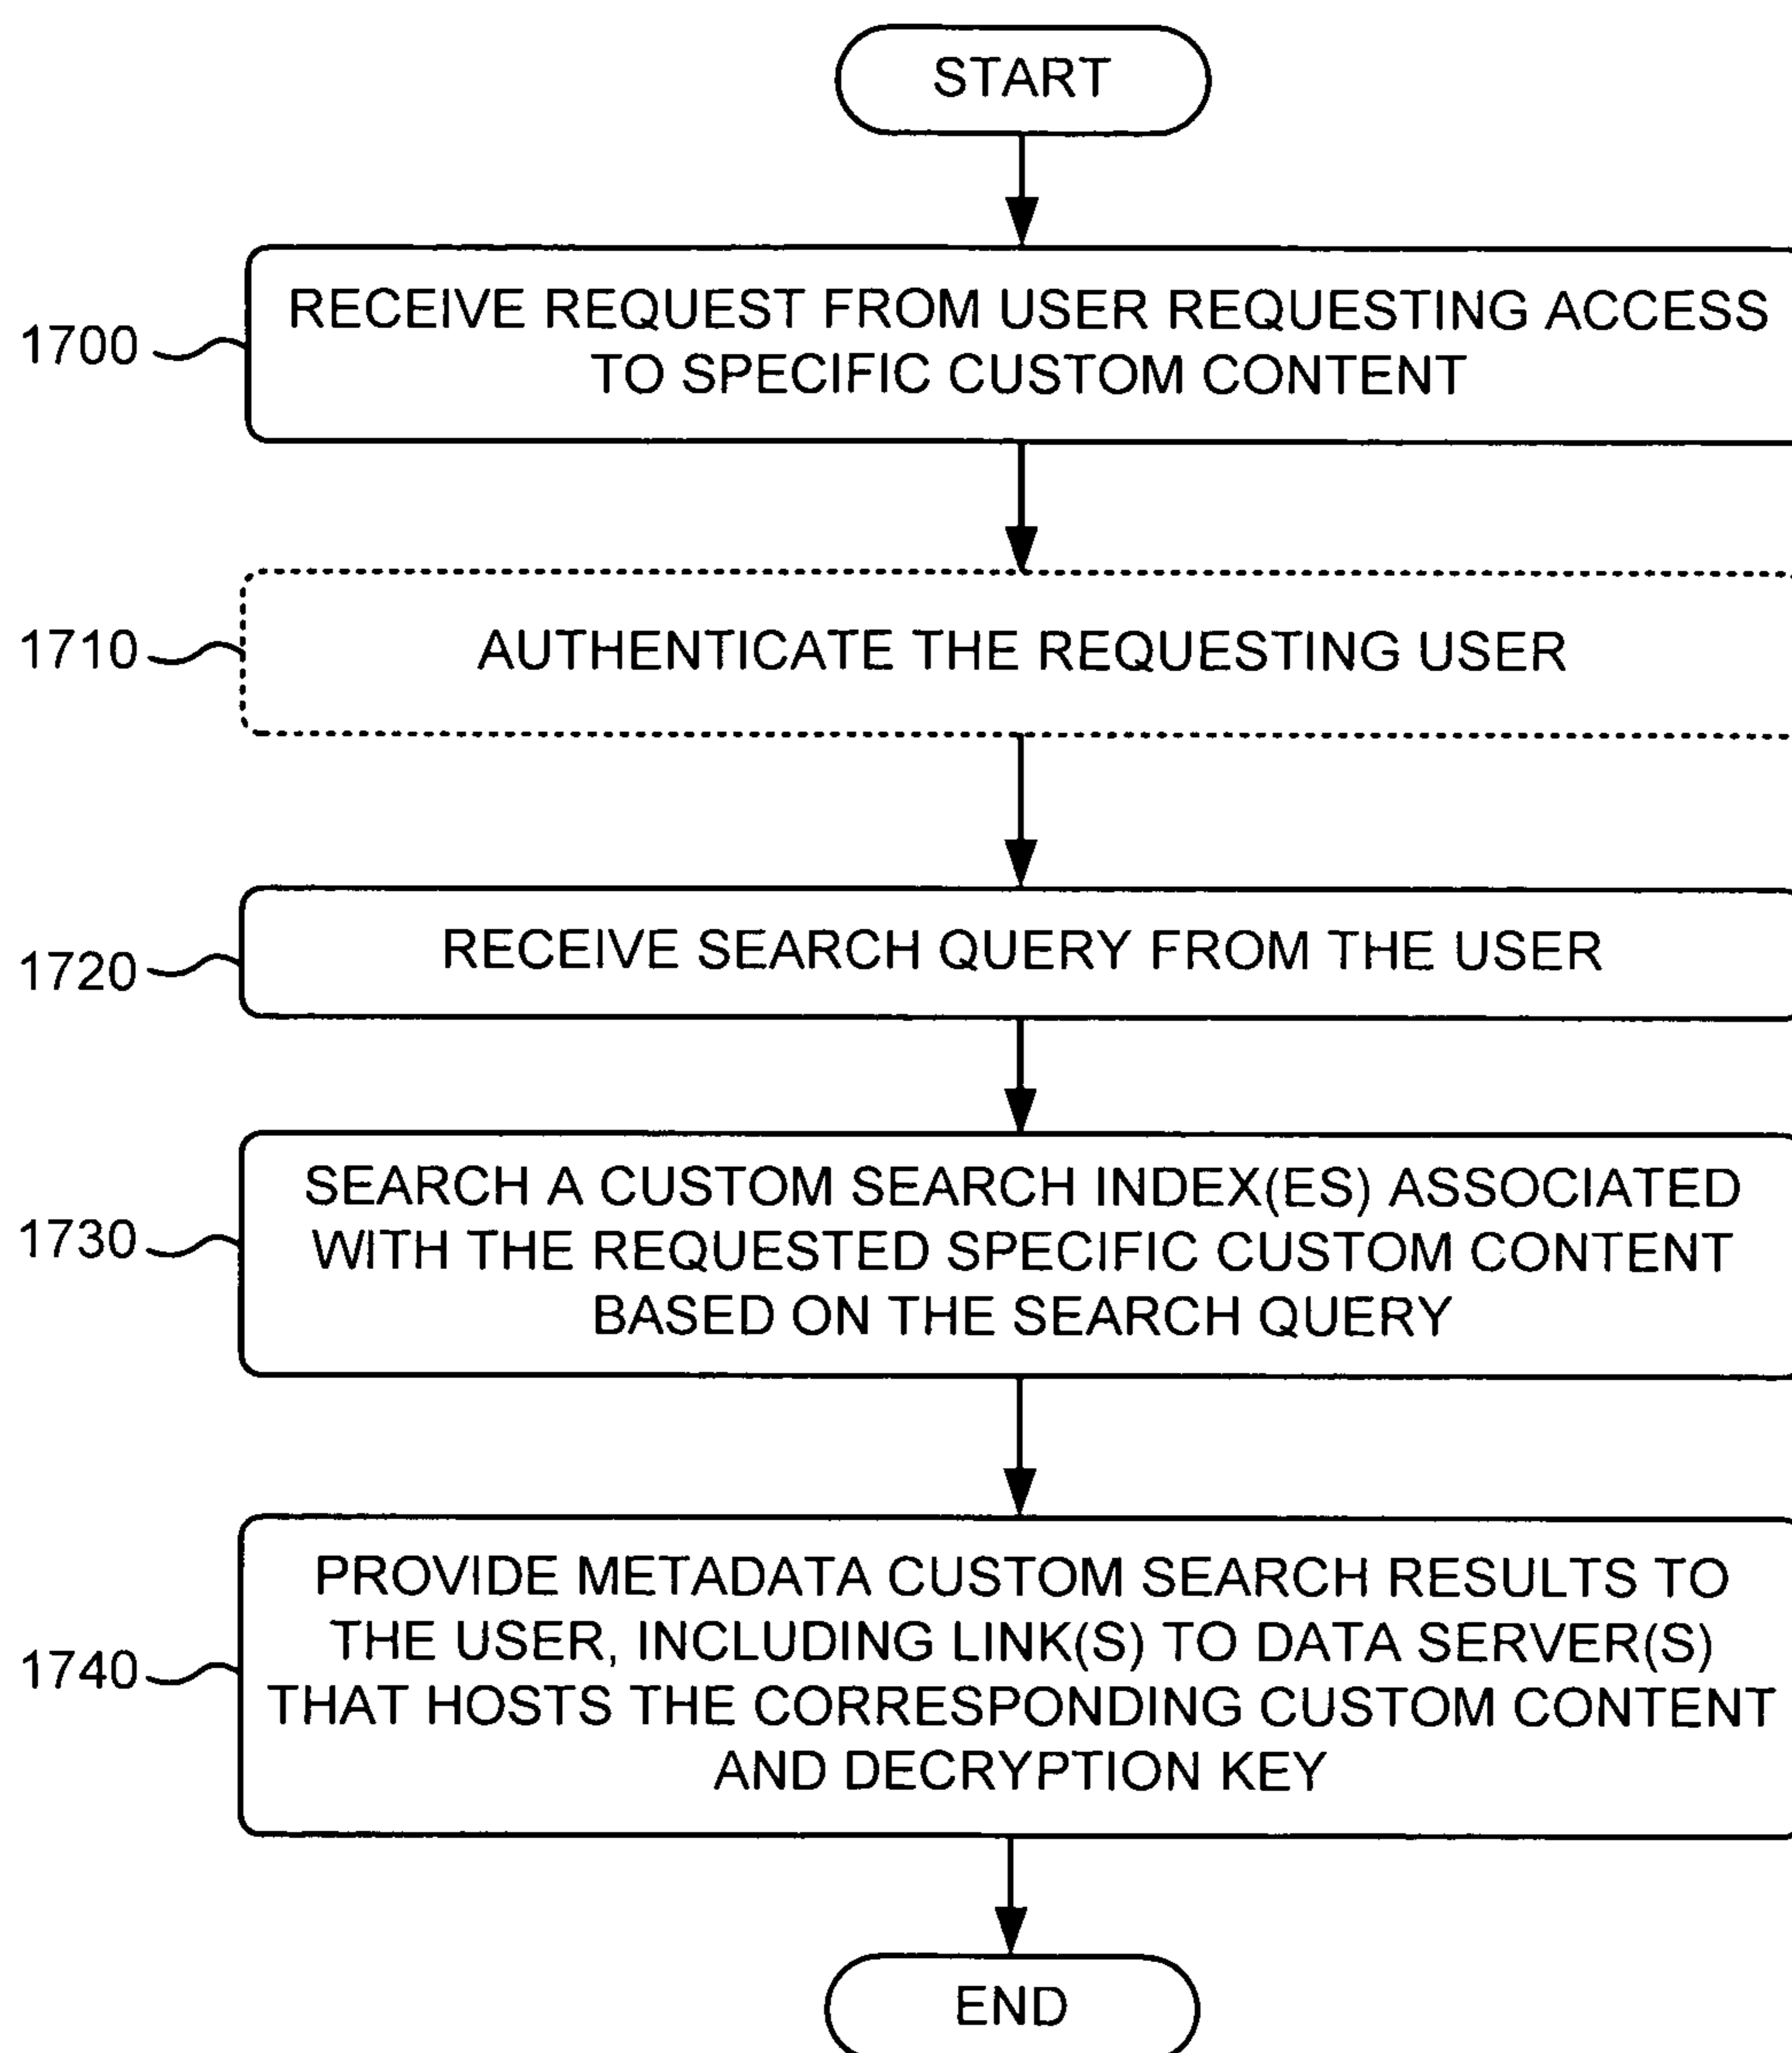 START
1700
RECEIVE REQUEST FROM USER REQUESTING ACCESS
TO SPECIFIC CUSTOM CONTENT
1710
AUTHENTICATE THE REQUESTING USER
1720
RECEIVE SEARCH QUERY FROM THE USER
1730
SEARCH A CUSTOM SEARCH INDEX(ES) ASSOCIATED
WITH THE REQUESTED SPECIFIC CUSTOM CONTENT
BASED ON THE SEARCH QUERY
1740
PROVIDE METADATA CUSTOM SEARCH RESULTS TO
THE USER, INCLUDING LINK(S) TO DATA SERVER(S)
THAT HOSTS THE CORRESPONDING CUSTOM CONTENT
AND DECRYPTION KEY
END